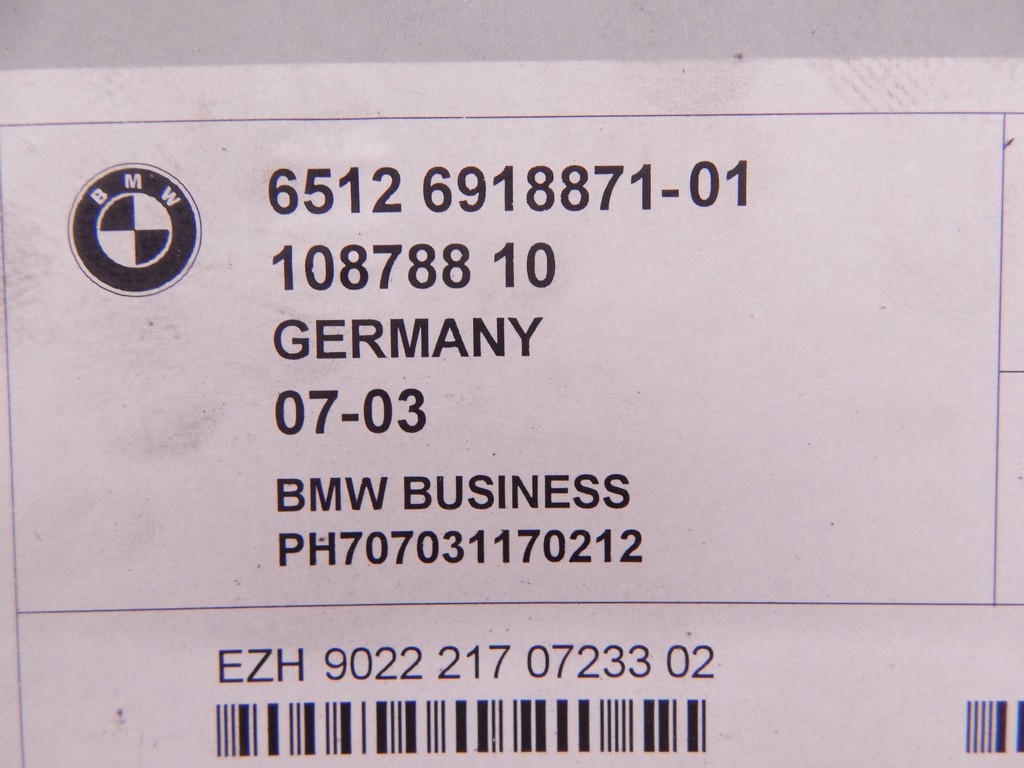 BMW
6512 6918871-01
108788 10
GERMANY
07-03
BMW BUSINESS
PH707031170212
EZH 9022 217 07233 02